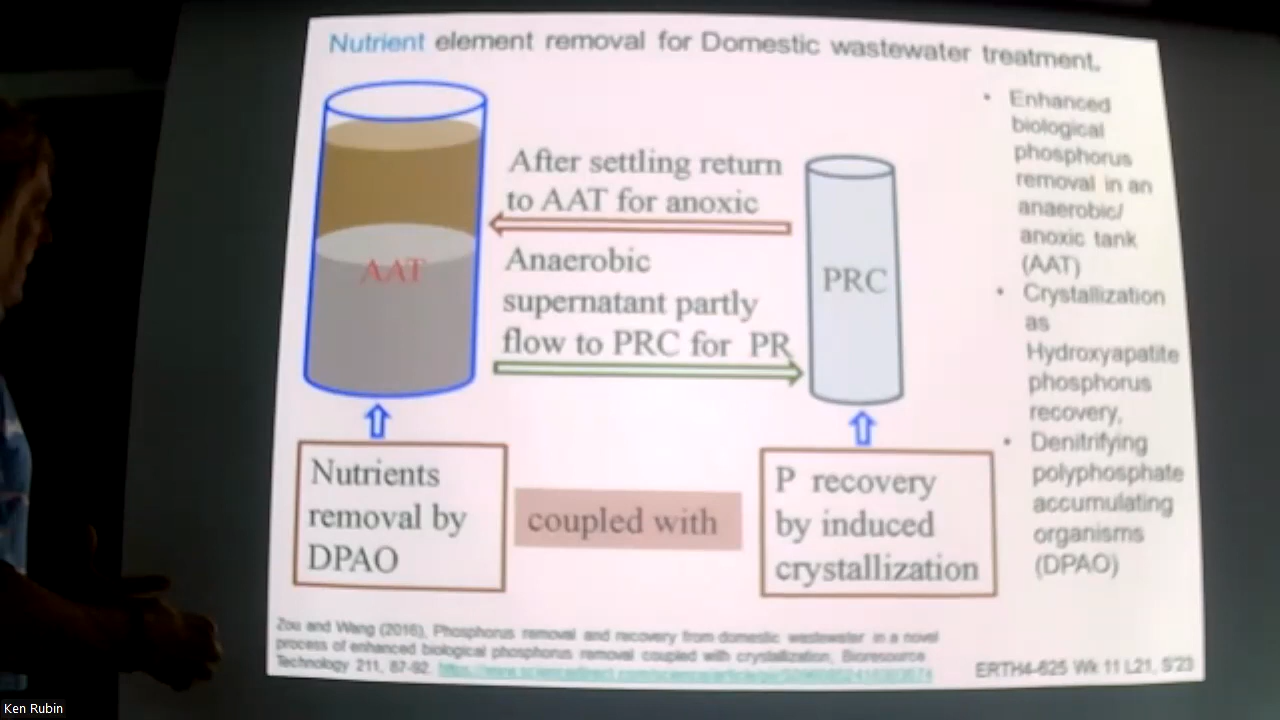 Nutrient element removal for Domestic wastewater treatment.
After settling return
to AAT for anoxic
Anaerobic
supernatant partly
flow to PRC for PR
AAT
PRC
Nutrients
removal by
DPAO
coupled with
P recovery
by induced
crystallization
• Enhanced
biological
phosphorus
removal in an
anaerobic/
anoxic tank
(AAT)
• Crystallization
as
Hydroxyapatite
phosphorus
recovery,
• Denitrifying
polyphosphate
accumulating
organisms
(DPAO)
Zou and Wang (2016), Phosphorus removal and recovery from domestic wastewater in a novel
process of enhanced biological phosphorus removal coupled with crystallization, Bioresource
Technology 211, 87-92.
ERTH4-625 Wk 11 L21, S'23
Ken Rubin